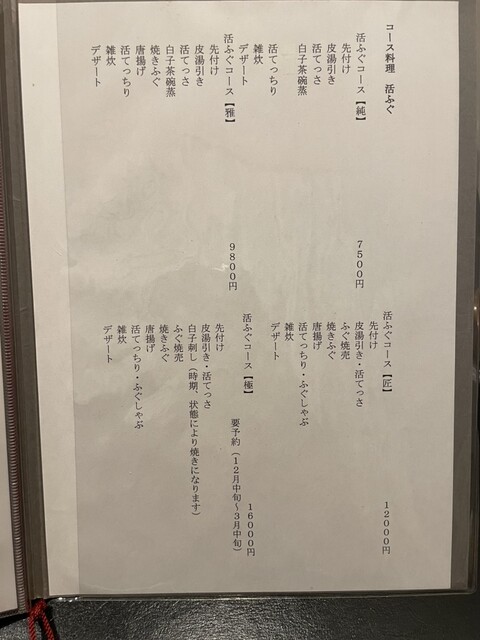 コース料理　活ふぐ
活ふぐコース【純】　7500円
先付け
皮湯引き
活てっさ
白子茶碗蒸
活てっちり
雑炊
デザート
活ふぐコース【雅】　9800円
先付け
皮湯引き
活てっさ
白子茶碗蒸
焼きふぐ
唐揚げ
活てっちり
雑炊
デザート
活ふぐコース【匠】　12000円
先付け
皮湯引き・活てっさ
ふぐ焼売
焼きふぐ
唐揚げ
活てっちり・ふぐしゃぶ
雑炊
デザート
活ふぐコース【極】　16000円
要予約（12月中旬～3月中旬）
先付け
皮湯引き・活てっさ
白子刺し（時期、状態により焼きになります）
ふぐ焼売
焼きふぐ
唐揚げ
活てっちり・ふぐしゃぶ
雑炊
デザート